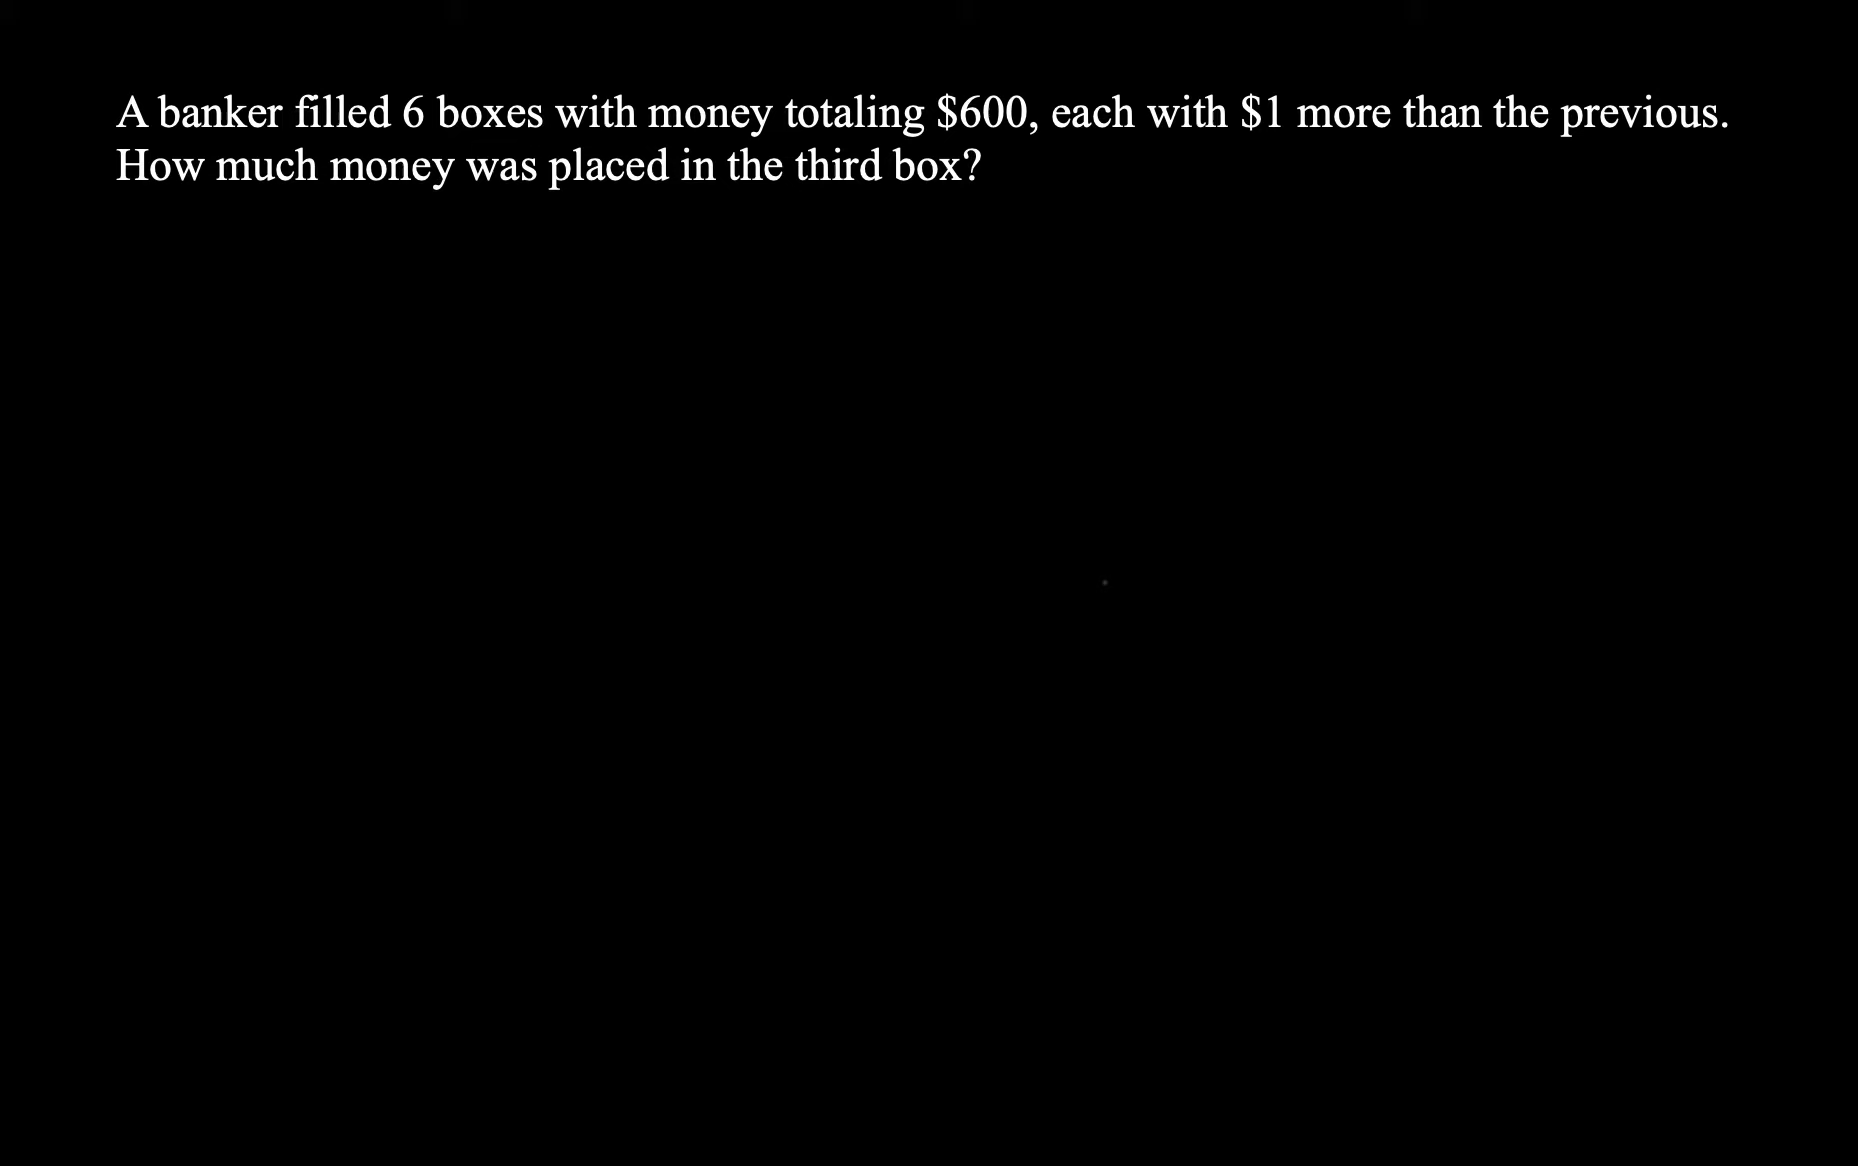 A banker filled 6 boxes with money totaling $600, each with $1 more than the previous.
How much money was placed in the third box?